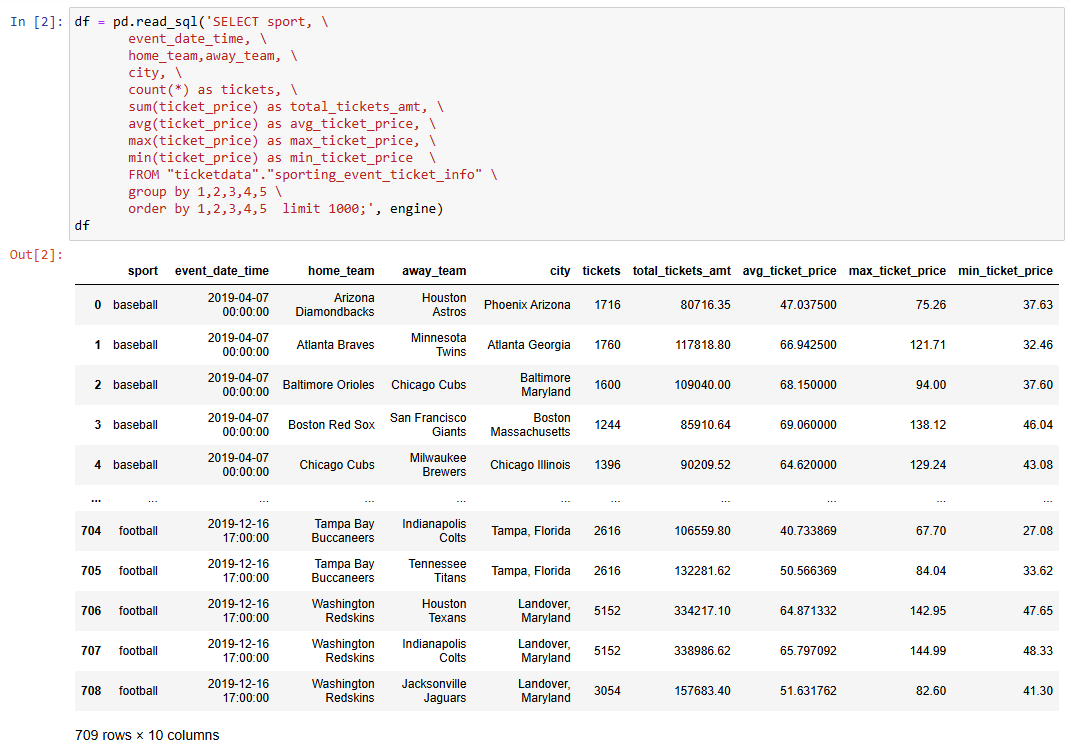 In [2]: df = pd.read_sql('SELECT sport, \
event_date_time, \
home_team,away_team, \
city, \
count(*) as tickets, \
sum(ticket_price) as total_tickets_amt, \
avg(ticket_price) as avg_ticket_price, \
max(ticket_price) as max_ticket_price, \
min(ticket_price) as min_ticket_price  \
FROM "ticketdata"."sporting_event_ticket_info" \
group by 1,2,3,4,5 \
order by 1,2,3,4,5  limit 1000;', engine)
df
Out[2]:
sport event_date_time home_team away_team city tickets total_tickets_amt avg_ticket_price max_ticket_price min_ticket_price
0 baseball 2019-04-07 00:00:00 Arizona Diamondbacks Houston Astros Phoenix Arizona 1716 80716.35 47.037500 75.26 37.63
1 baseball 2019-04-07 00:00:00 Atlanta Braves Minnesota Twins Atlanta Georgia 1760 117818.80 66.942500 121.71 32.46
2 baseball 2019-04-07 00:00:00 Baltimore Orioles Chicago Cubs Baltimore Maryland 1600 109040.00 68.150000 94.00 37.60
3 baseball 2019-04-07 00:00:00 Boston Red Sox San Francisco Giants Boston Massachusetts 1244 85910.64 69.060000 138.12 46.04
4 baseball 2019-04-07 00:00:00 Chicago Cubs Milwaukee Brewers Chicago Illinois 1396 90209.52 64.620000 129.24 43.08
... ... ... ... ... ... ... ... ... ... ...
704 football 2019-12-16 17:00:00 Tampa Bay Buccaneers Indianapolis Colts Tampa, Florida 2616 106559.80 40.733869 67.70 27.08
705 football 2019-12-16 17:00:00 Tampa Bay Buccaneers Tennessee Titans Tampa, Florida 2616 132281.62 50.566369 84.04 33.62
706 football 2019-12-16 17:00:00 Washington Redskins Houston Texans Landover, Maryland 5152 334217.10 64.871332 142.95 47.65
707 football 2019-12-16 17:00:00 Washington Redskins Indianapolis Colts Landover, Maryland 5152 338986.62 65.797092 144.99 48.33
708 football 2019-12-16 17:00:00 Washington Redskins Jacksonville Jaguars Landover, Maryland 3054 157683.40 51.631762 82.60 41.30
709 rows × 10 columns